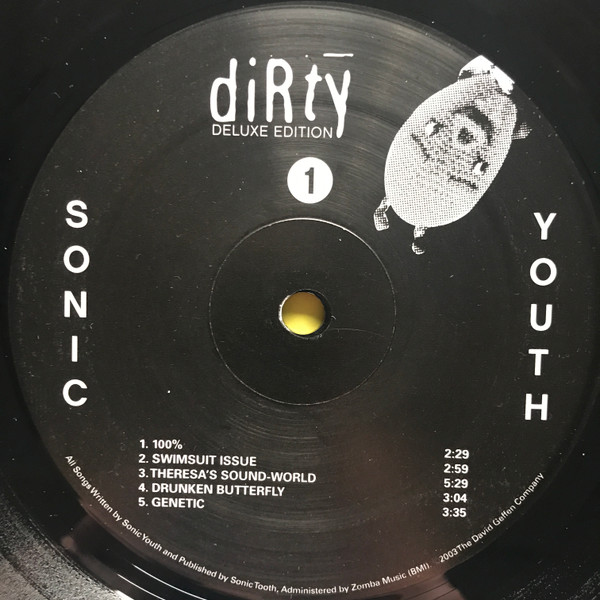 diRty
DELUXE EDITION
1
SONIC
YOUTH
1. 100% 2:29
2. SWIMSUIT ISSUE 2:59
3. THERESA'S SOUND-WORLD 5:29
4. DRUNKEN BUTTERFLY 3:04
5. GENETIC 3:35
All Songs Written by Sonic Youth and Published by Sonic Tooth, Administered by Zomba Music (BMI). 2003 The David Geffen Company